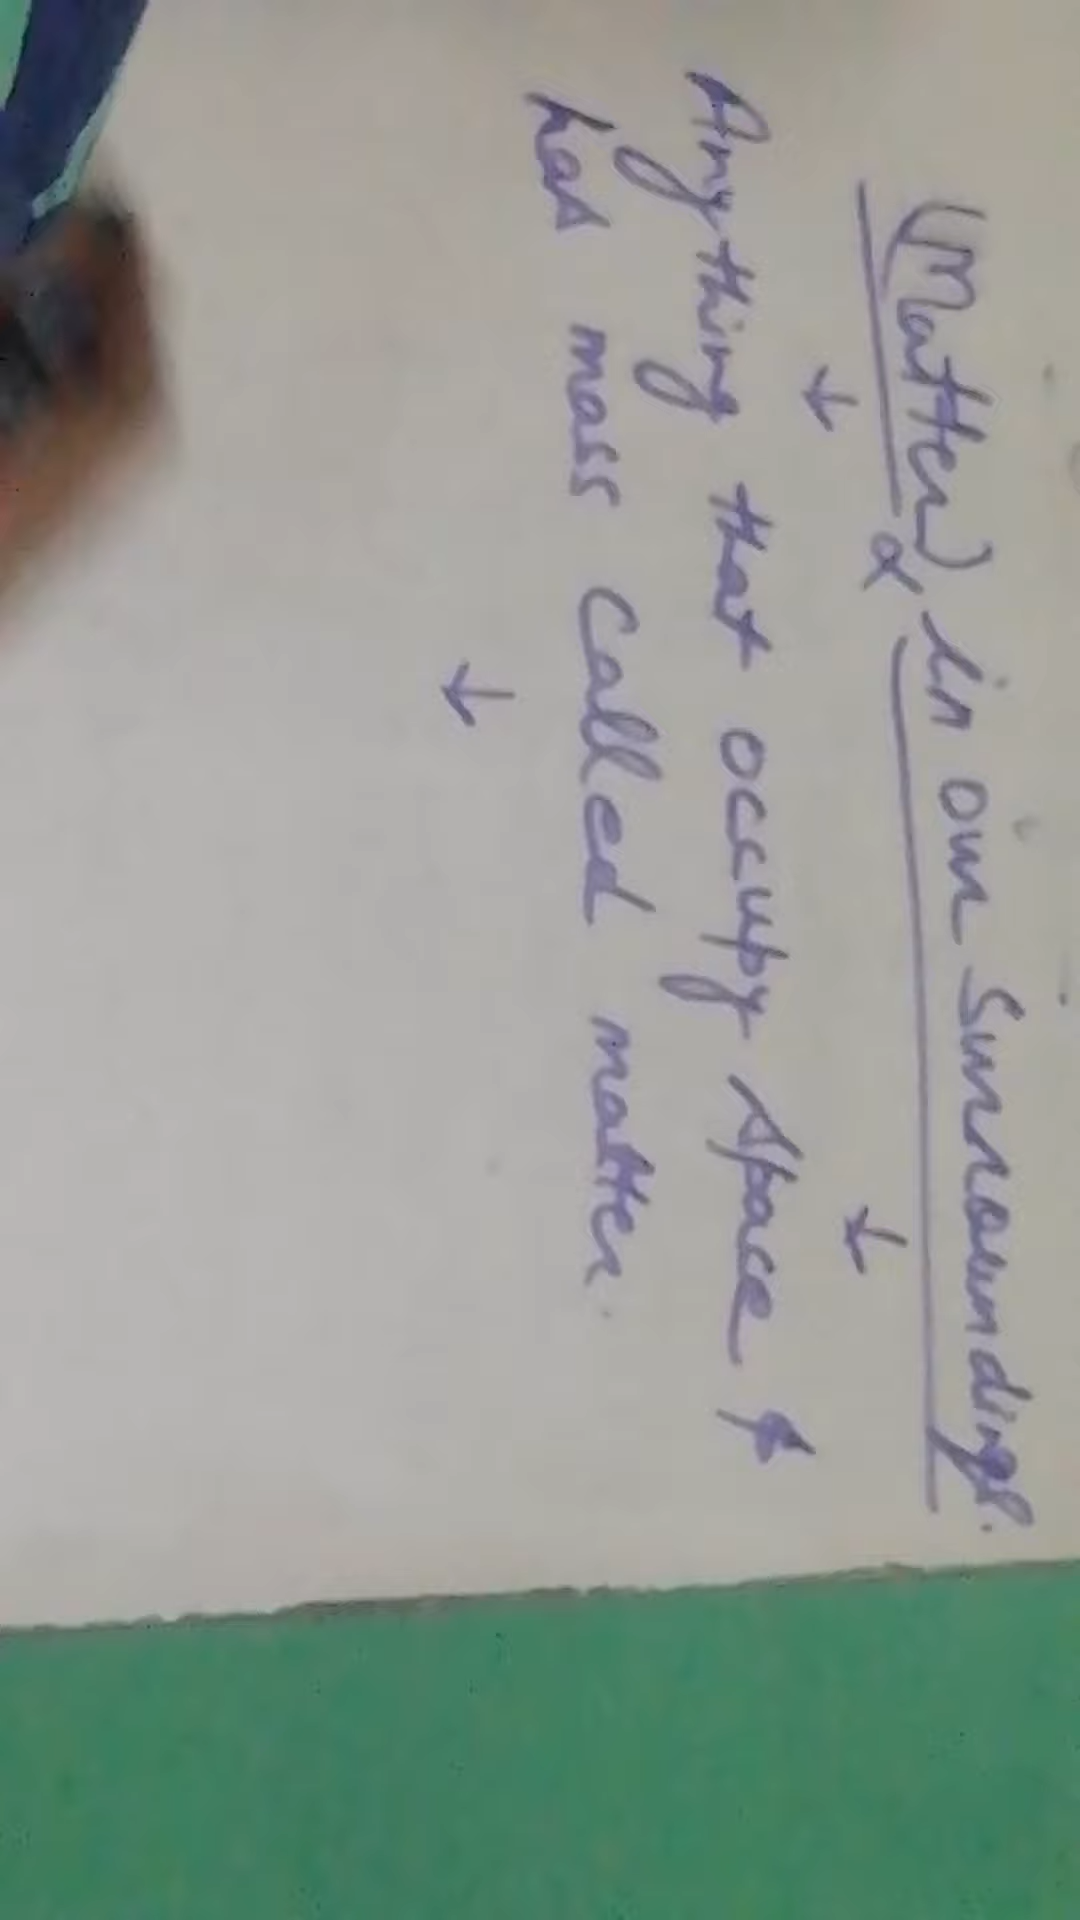 (Matter) in our Surroundings.
↓ ↓
Anything that occupy space &
has mass called matter.
↓